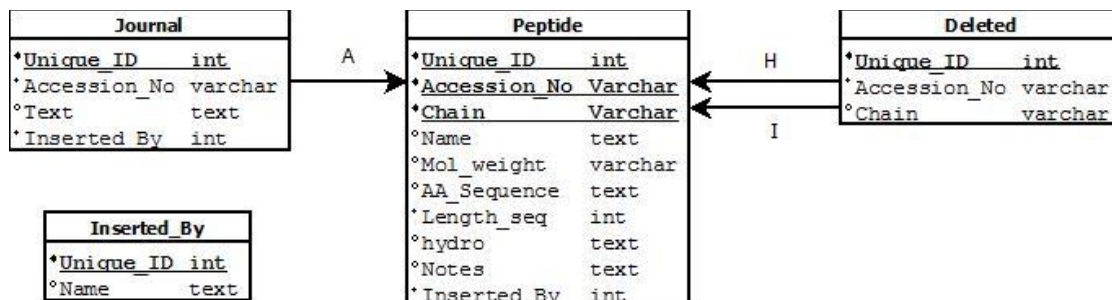 Journal
Unique_ID int
Accession_No varchar
Text text
Inserted_By int
A
Peptide
Unique_ID int
Accession_No Varchar
Chain Varchar
Name text
Mol_weight varchar
AA_Sequence text
Length_seq int
hydro text
Notes text
Inserted_By int
H
I
Deleted
Unique_ID int
Accession_No varchar
Chain varchar
Inserted_By
Unique_ID int
Name text